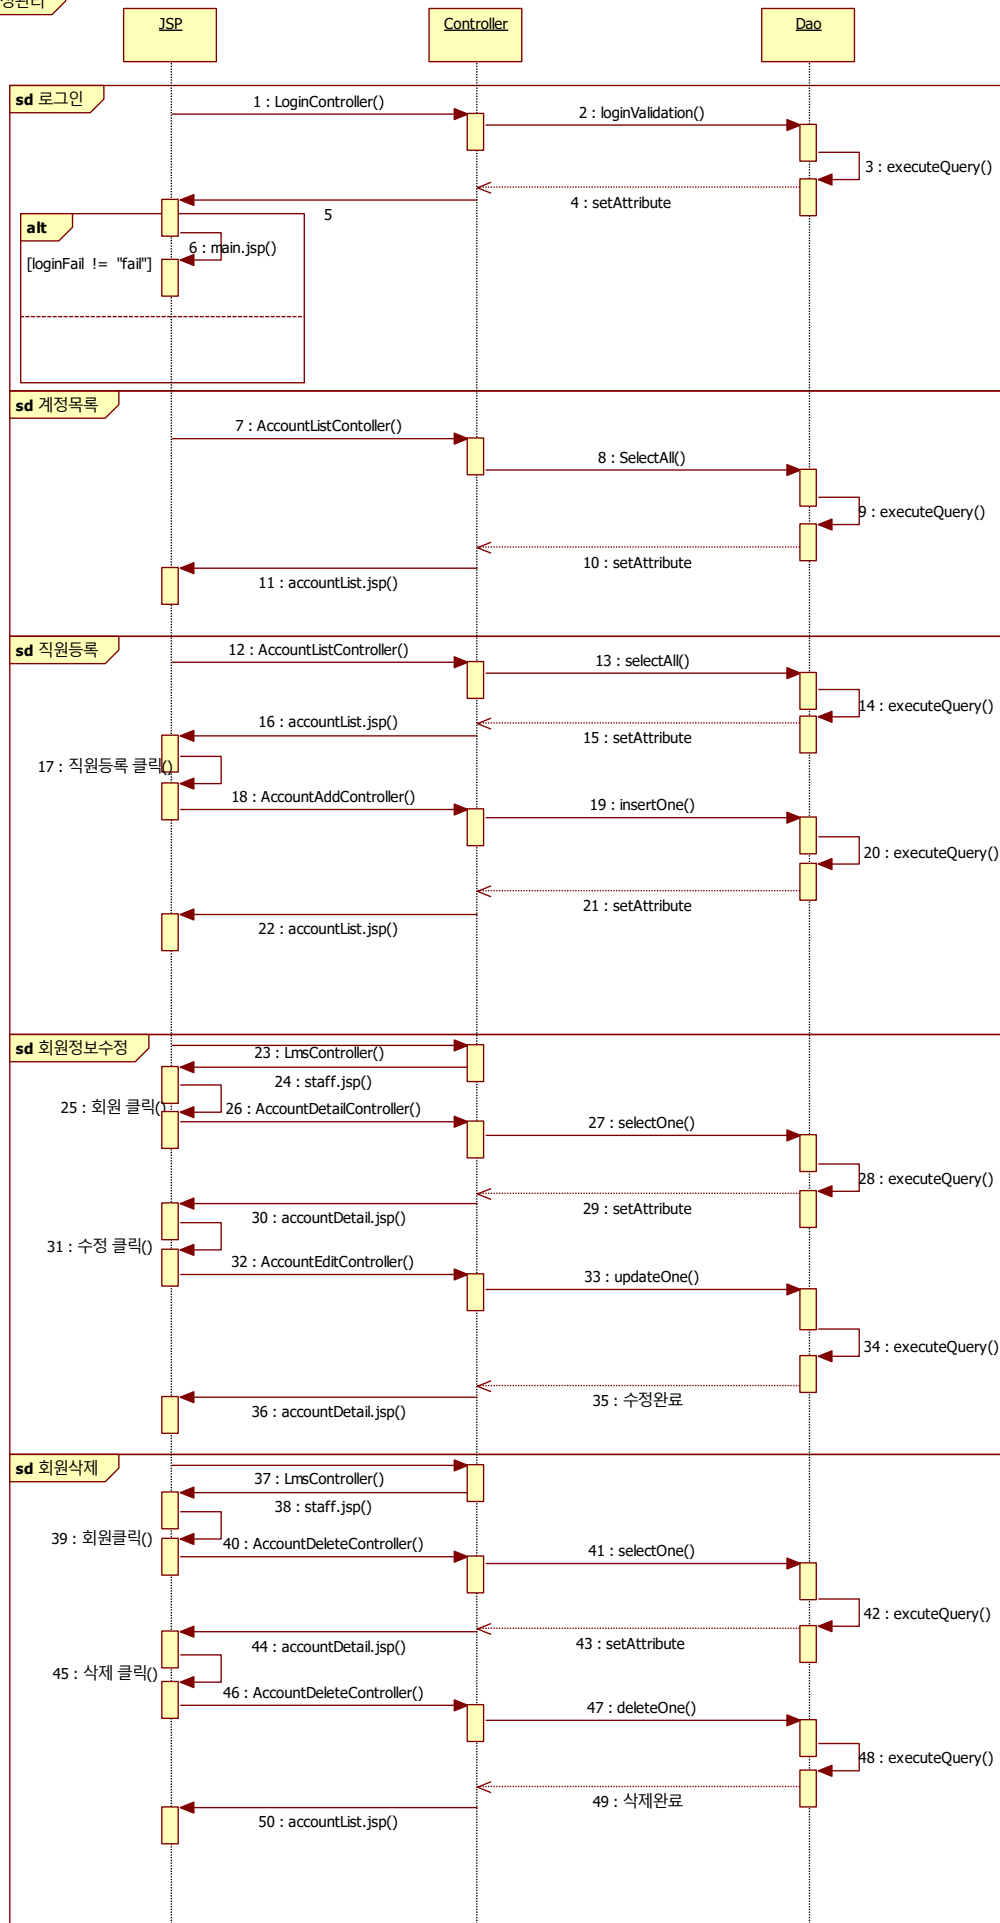 JSP
Controller
Dao
sd 로그인
1 : LoginController()
2 : loginValidation()
3 : executeQuery()
4 : setAttribute
5
alt
6 : main.jsp()
[loginFail != "fail"]
sd 계정목록
7 : AccountListContoller()
8 : SelectAll()
9 : executeQuery()
10 : setAttribute
11 : accountList.jsp()
sd 직원등록
12 : AccountListController()
13 : selectAll()
14 : executeQuery()
15 : setAttribute
16 : accountList.jsp()
17 : 직원등록 클릭()
18 : AccountAddController()
19 : insertOne()
20 : executeQuery()
21 : setAttribute
22 : accountList.jsp()
sd 회원정보수정
23 : LmsController()
24 : staff.jsp()
25 : 회원 클릭()
26 : AccountDetailController()
27 : selectOne()
28 : executeQuery()
29 : setAttribute
30 : accountDetail.jsp()
31 : 수정 클릭()
32 : AccountEditController()
33 : updateOne()
34 : executeQuery()
35 : 수정완료
36 : accountDetail.jsp()
sd 회원삭제
37 : LmsController()
38 : staff.jsp()
39 : 회원클릭()
40 : AccountDeleteController()
41 : selectOne()
42 : excuteQuery()
43 : setAttribute
44 : accountDetail.jsp()
45 : 삭제 클릭()
46 : AccountDeleteController()
47 : deleteOne()
48 : executeQuery()
49 : 삭제완료
50 : accountList.jsp()